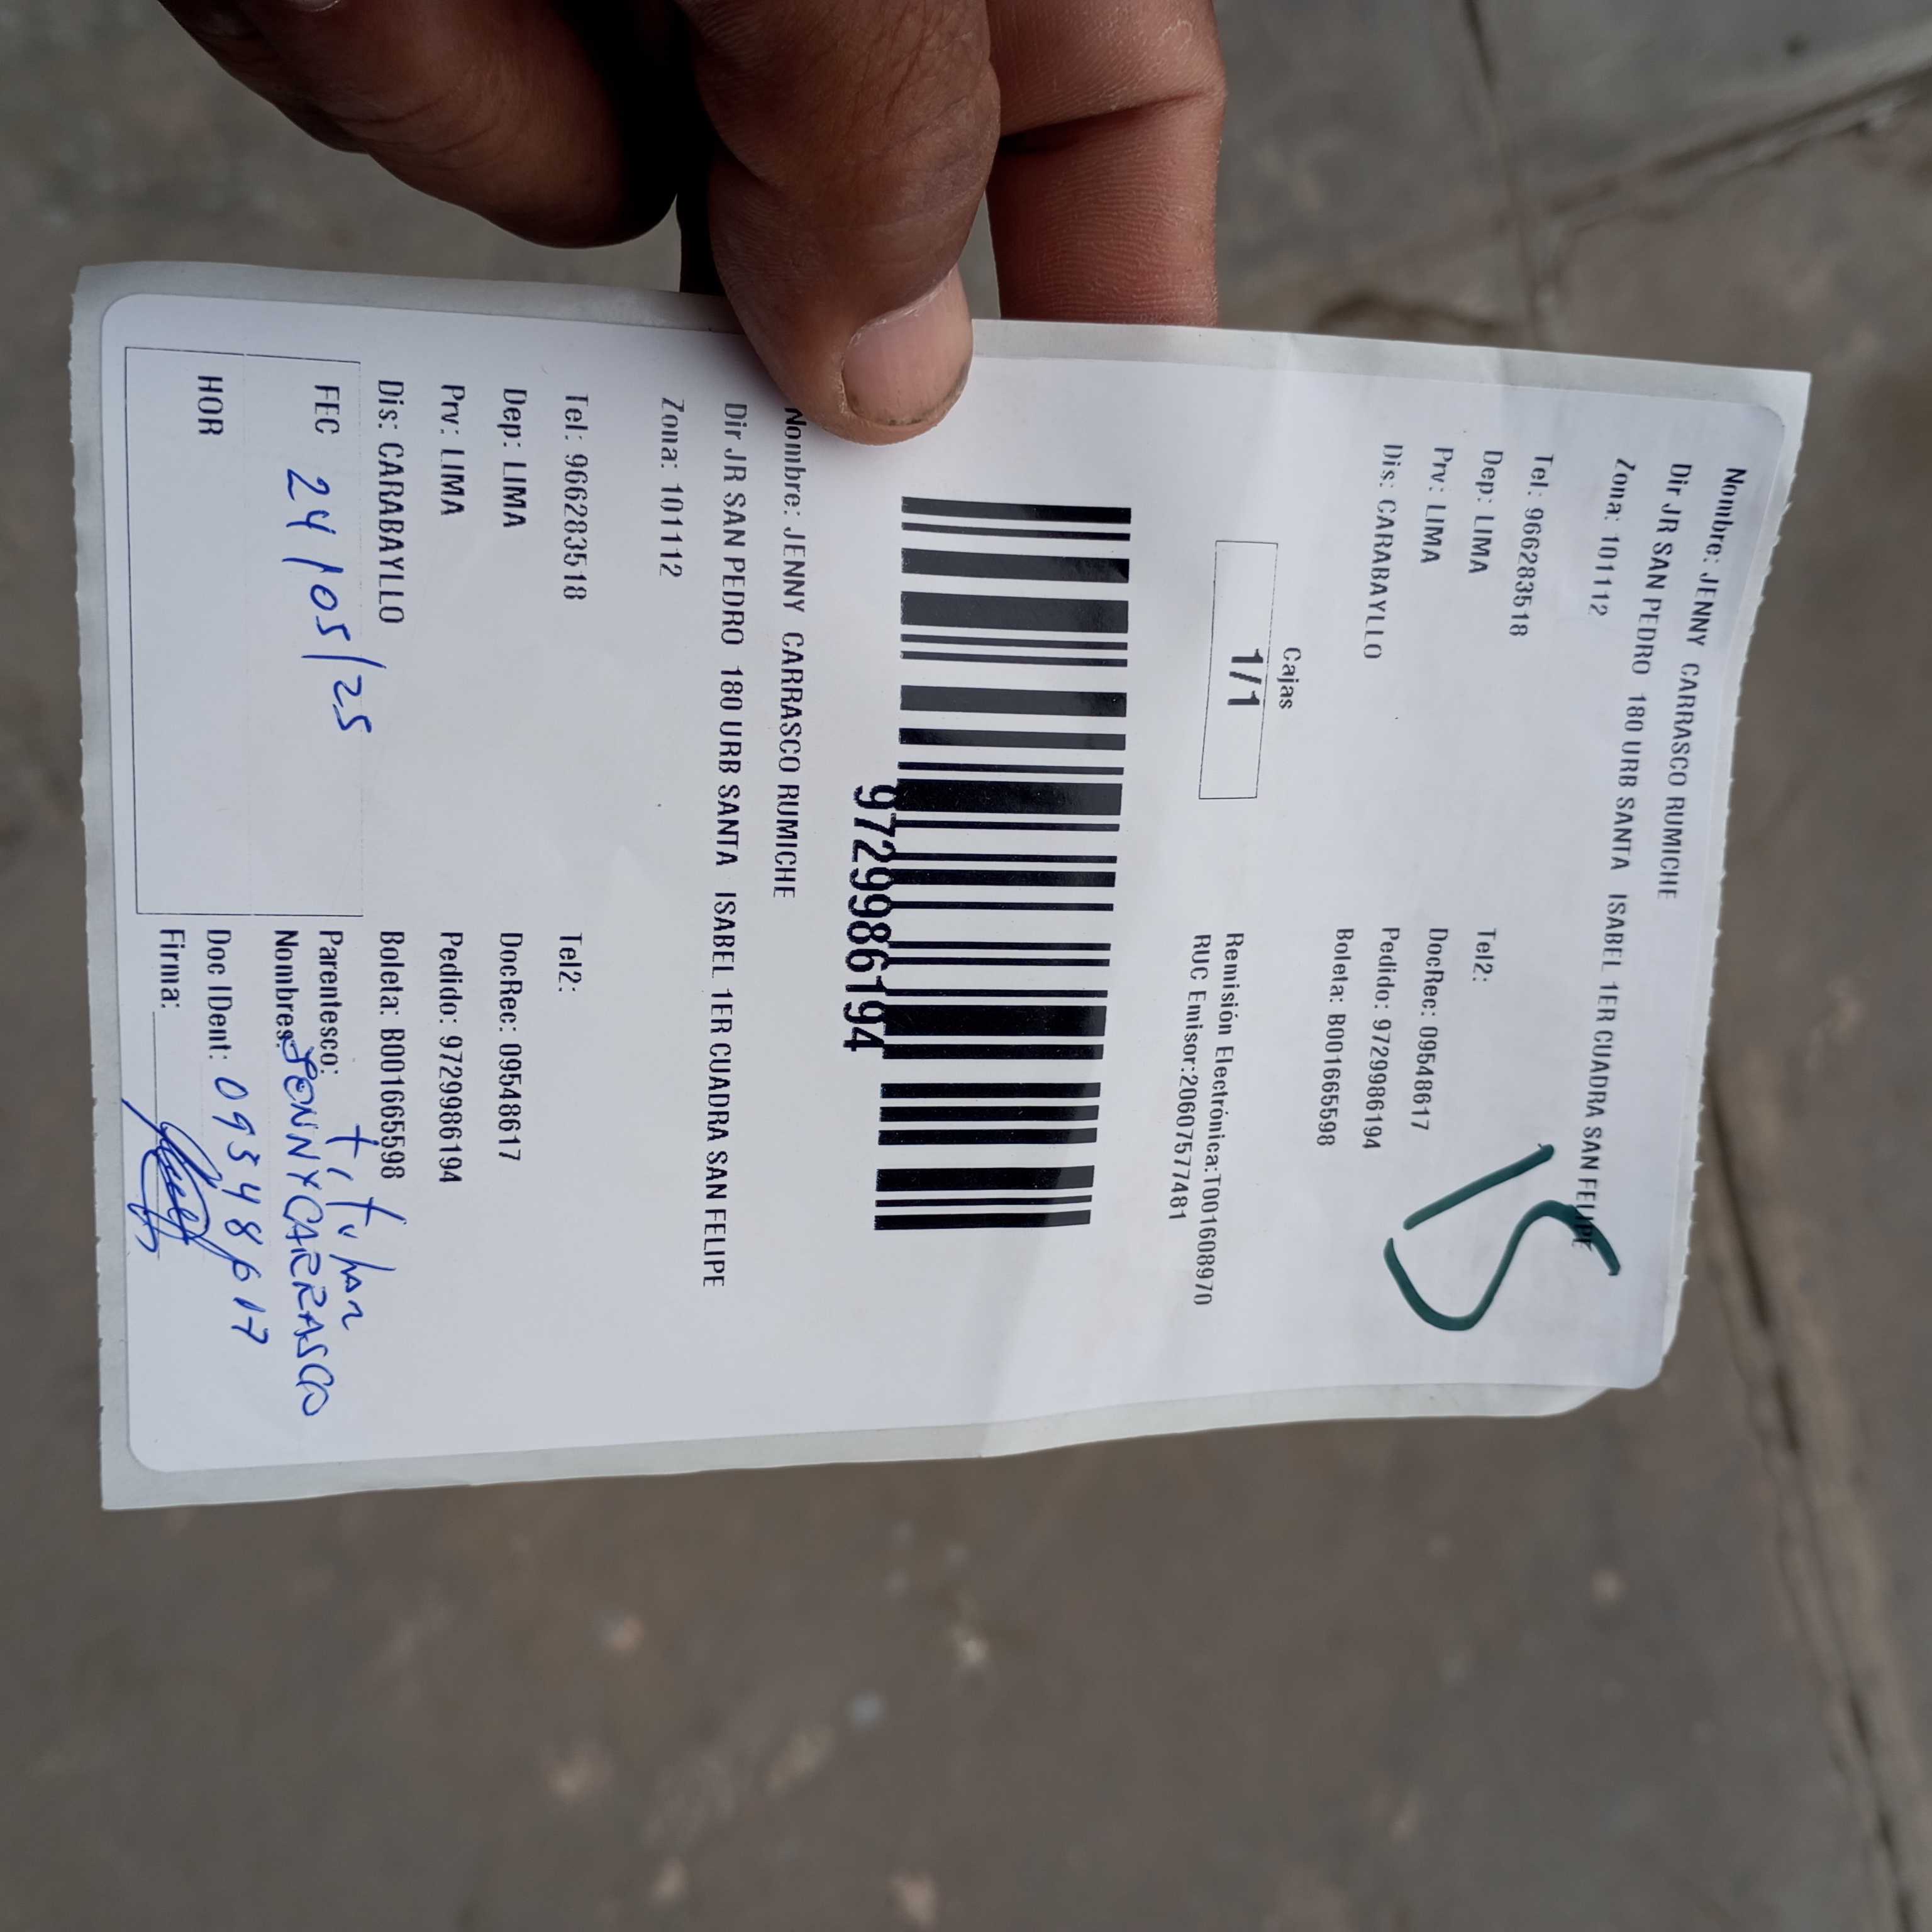 Nombre: JENNY CARRASCO RUMICHE
Dir JR SAN PEDRO 180 URB SANTA ISABEL 1ER CUADRA SAN FELIPE
Zona: 101112
Tel: 966283518 Tel2:
Dep: LIMA DocRec: 09548617
Prv: LIMA Pedido: 9729986194
Dis: CARABAYLLO Boleta: B001665598
15
Cajas
1/1
Remisión Electrónica:T001608970
RUC Emisor:20607577481
9729986194
Nombre: JENNY CARRASCO RUMICHE
Dir JR SAN PEDRO 180 URB SANTA ISABEL 1ER CUADRA SAN FELIPE
Zona: 101112
Tel: 966283518 Tel2:
Dep: LIMA DocRec: 09548617
Prv: LIMA Pedido: 9729986194
Dis: CARABAYLLO Boleta: B001665598
FEC 24/05/25 Parentesco: titular
Nombres: JENNY CARRASCO
HOR Doc IDent: 09548617
Firma: